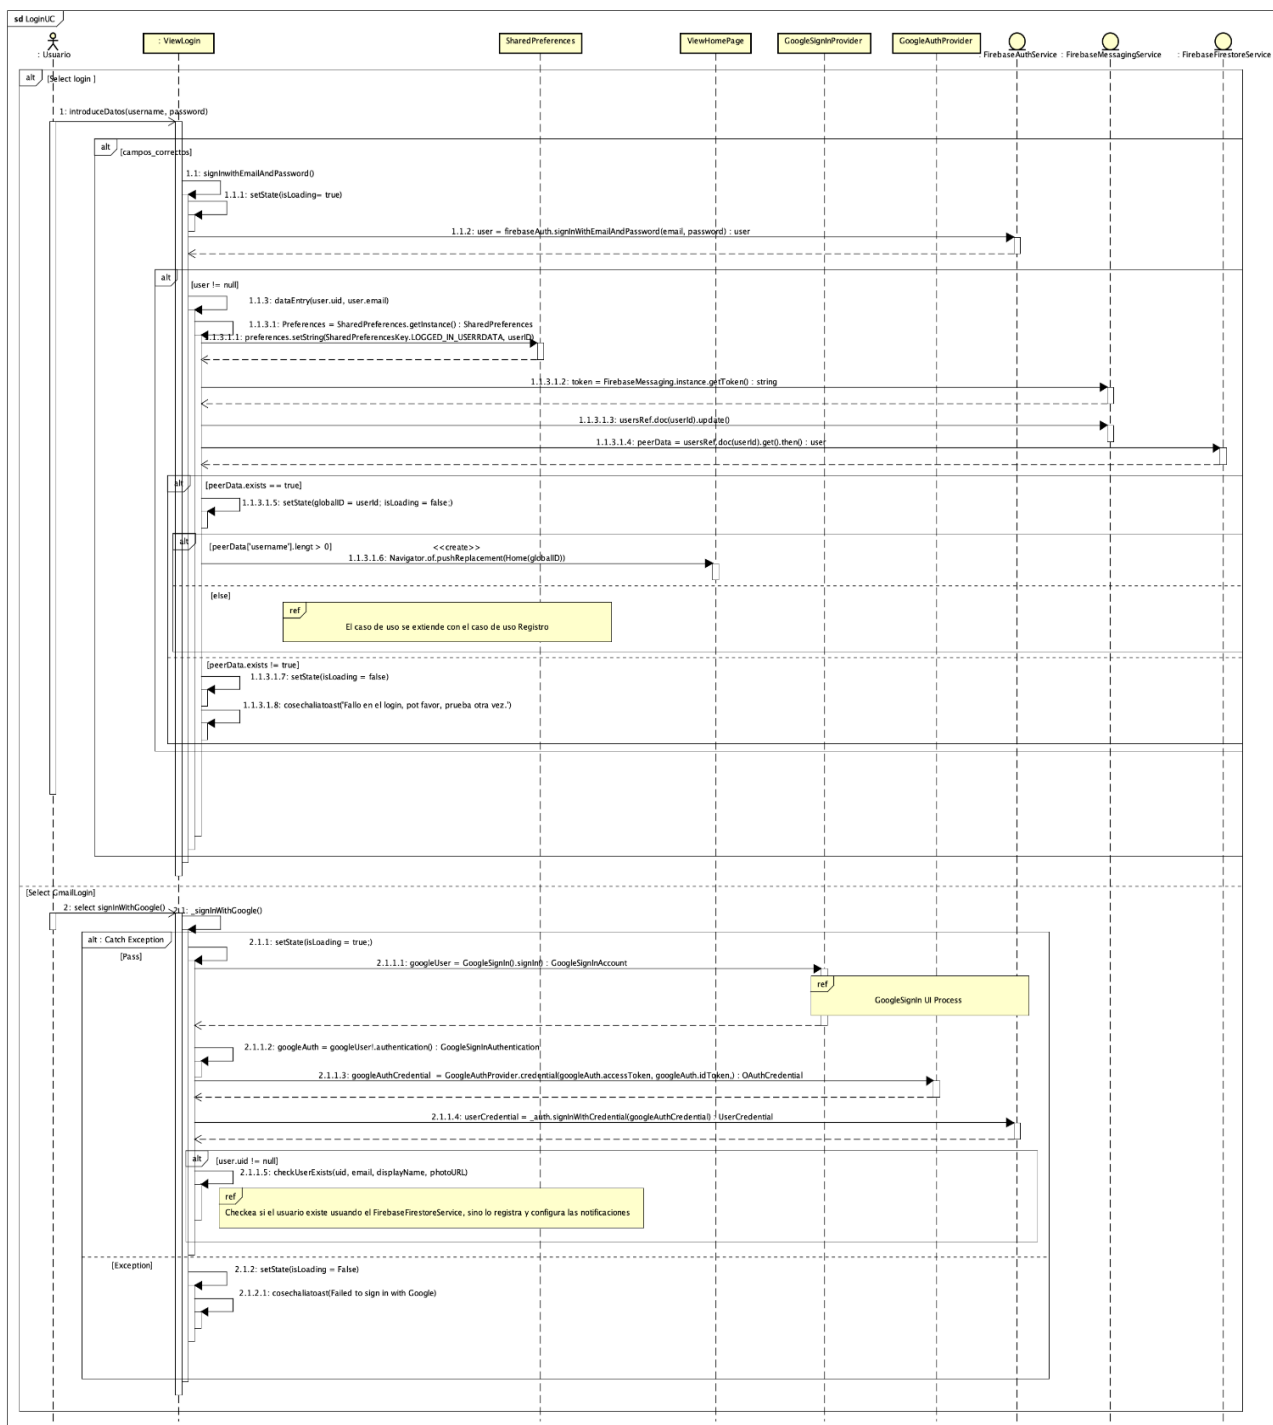 sd LoginUC
: Usuario
: ViewLogin
SharedPreferences
ViewHomePage
GoogleSignInProvider
GoogleAuthProvider
: FirebaseAuthService
: FirebaseMessagingService
: FirebaseFirestoreService
alt
[Select login ]
1: introduceDatos(username, password)
alt
[campos_correctos]
1.1: signInwithEmailAndPassword()
1.1.1: setState(isLoading= true)
1.1.2: user = firebaseAuth.signInWithEmailAndPassword(email, password) : user
alt
[user != null]
1.1.3: dataEntry(user.uid, user.email)
1.1.3.1: Preferences = SharedPreferences.getInstance() : SharedPreferences
1.1.3.1.1: preferences.setString(SharedPreferencesKey.LOGGED_IN_USERRDATA, userID)
1.1.3.1.2: token = FirebaseMessaging.instance.getToken() : string
1.1.3.1.3: usersRef.doc(userId).update()
1.1.3.1.4: peerData = usersRef.doc(userId).get().then() : user
alt
[peerData.exists == true]
1.1.3.1.5: setState(globalID = userId; isLoading = false;)
alt
[peerData['username'].lengt > 0]
<<create>>
1.1.3.1.6: Navigator.of.pushReplacement(Home(globalID))
[else]
ref
El caso de uso se extiende con el caso de uso Registro
[peerData.exists != true]
1.1.3.1.7: setState(isLoading = false)
1.1.3.1.8: cosechaliatoast('Fallo en el login, pot favor, prueba otra vez.')
[Select GmailLogin]
2: select signInWithGoogle()
2.1: _signInWithGoogle()
alt : Catch Exception
[Pass]
2.1.1: setState(isLoading = true;)
2.1.1.1: googleUser = GoogleSignIn().signIn() : GoogleSignInAccount
ref
GoogleSignIn UI Process
2.1.1.2: googleAuth = googleUser!.authentication() : GoogleSignInAuthentication
2.1.1.3: googleAuthCredential = GoogleAuthProvider.credential(googleAuth.accessToken, googleAuth.idToken,) : OAuthCredential
2.1.1.4: userCredential = _auth.signInWithCredential(googleAuthCredential) : UserCredential
alt
[user.uid != null]
2.1.1.5: checkUserExists(uid, email, displayName, photoURL)
ref
Checkea si el usuario existe usuando el FirebaseFirestoreService, sino lo registra y configura las notificaciones
[Exception]
2.1.2: setState(isLoading = False)
2.1.2.1: cosechaliatoast(Failed to sign in with Google)